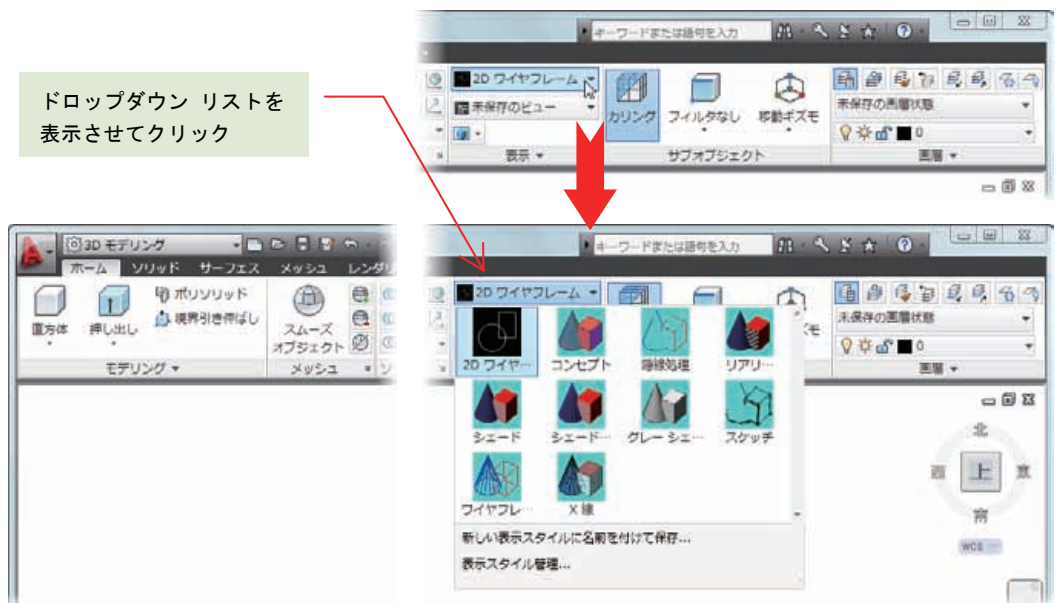 キーワードまたは語句を入力
ドロップダウン リストを
表示させてクリック
2D ワイヤフレーム
未保存のビュー
カリング
フィルタなし
移動ギズモ
未保存の画層状態
0
表示
サブオブジェクト
画層
3D モデリング
キーワードまたは語句を入力
ホーム
ソリッド
サーフェス
メッシュ
レンダリ
直方体
押し出し
ポリソリッド
境界引き伸ばし
スムーズ
オブジェクト
モデリング
メッシュ
2D ワイヤフレーム
未保存の画層状態
0
画層
2D ワイヤ…
コンセプト
隠線処理
リアリ…
シェード
シェード…
グレー シェ…
スケッチ
ワイヤフレ…
X 線
新しい表示スタイルに名前を付けて保存...
表示スタイル管理...
北
西
上
東
南
WCS